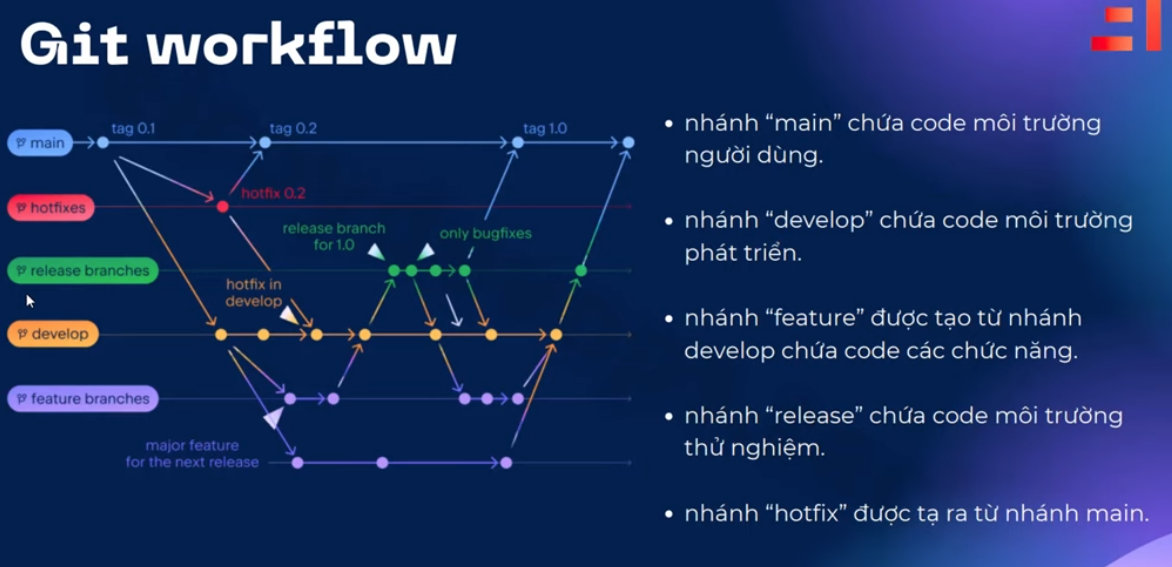 Git workflow
tag 0.1
tag 0.2
tag 1.0
main
hotfix 0.2
hotfixes
release branch
for 1.0
only bugfixes
release branches
hotfix in
develop
develop
feature branches
major feature
for the next release
• nhánh “main” chứa code môi trường
người dùng.
• nhánh “develop” chứa code môi trường
phát triển.
• nhánh “feature” được tạo từ nhánh
develop chứa code các chức năng.
• nhánh “release” chứa code môi trường
thử nghiệm.
• nhánh “hotfix” được tạ ra từ nhánh main.